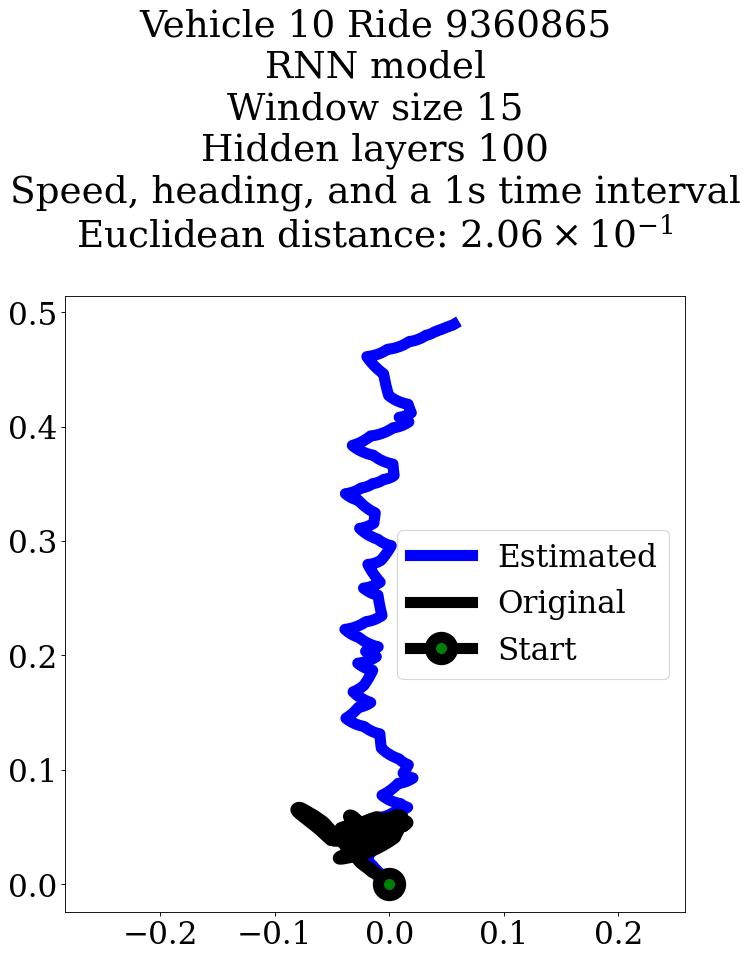 Vehicle 10 Ride 9360865
RNN model
Window size 15
Hidden layers 100
Speed, heading, and a 1s time interval
Euclidean distance: 2.06 × 10⁻¹
0.5
0.4
0.3
0.2
0.1
0.0
Estimated
Original
Start
−0.2 −0.1 0.0 0.1 0.2